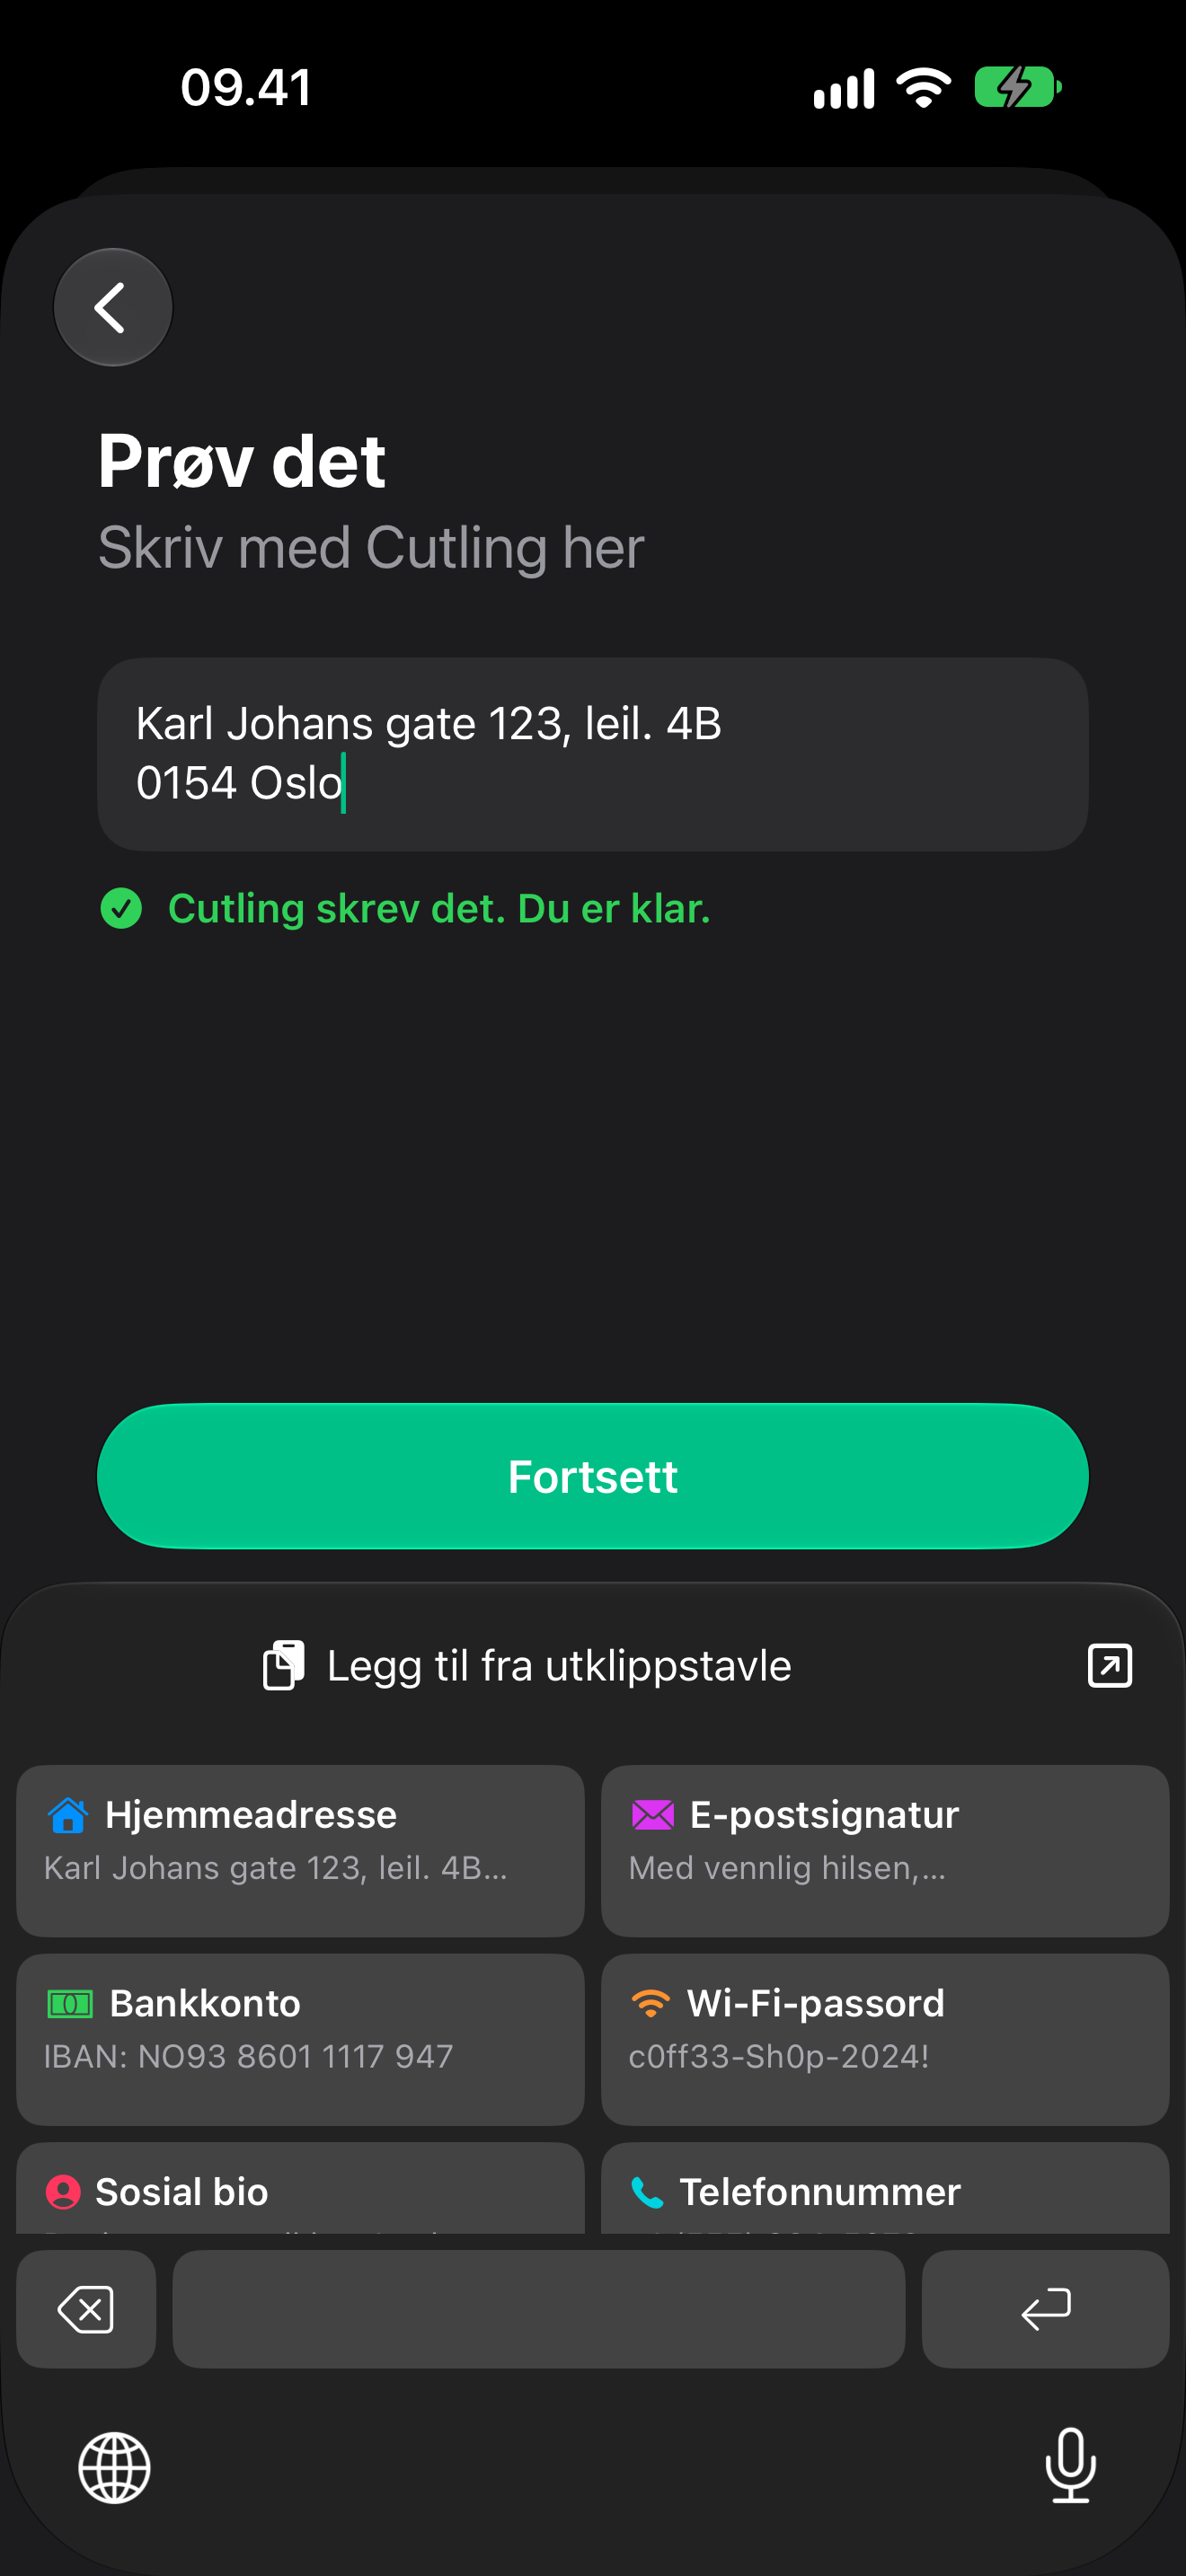 09.41
Prøv det
Skriv med Cutling her
Karl Johans gate 123, leil. 4B
0154 Oslo
Cutling skrev det. Du er klar.
Fortsett
Legg til fra utklippstavle
Hjemmeadresse
Karl Johans gate 123, leil. 4B...
E-postsignatur
Med vennlig hilsen,...
Bankkonto
IBAN: NO93 8601 1117 947
Wi-Fi-passord
c0ff33-Sh0p-2024!
Sosial bio
Telefonnummer